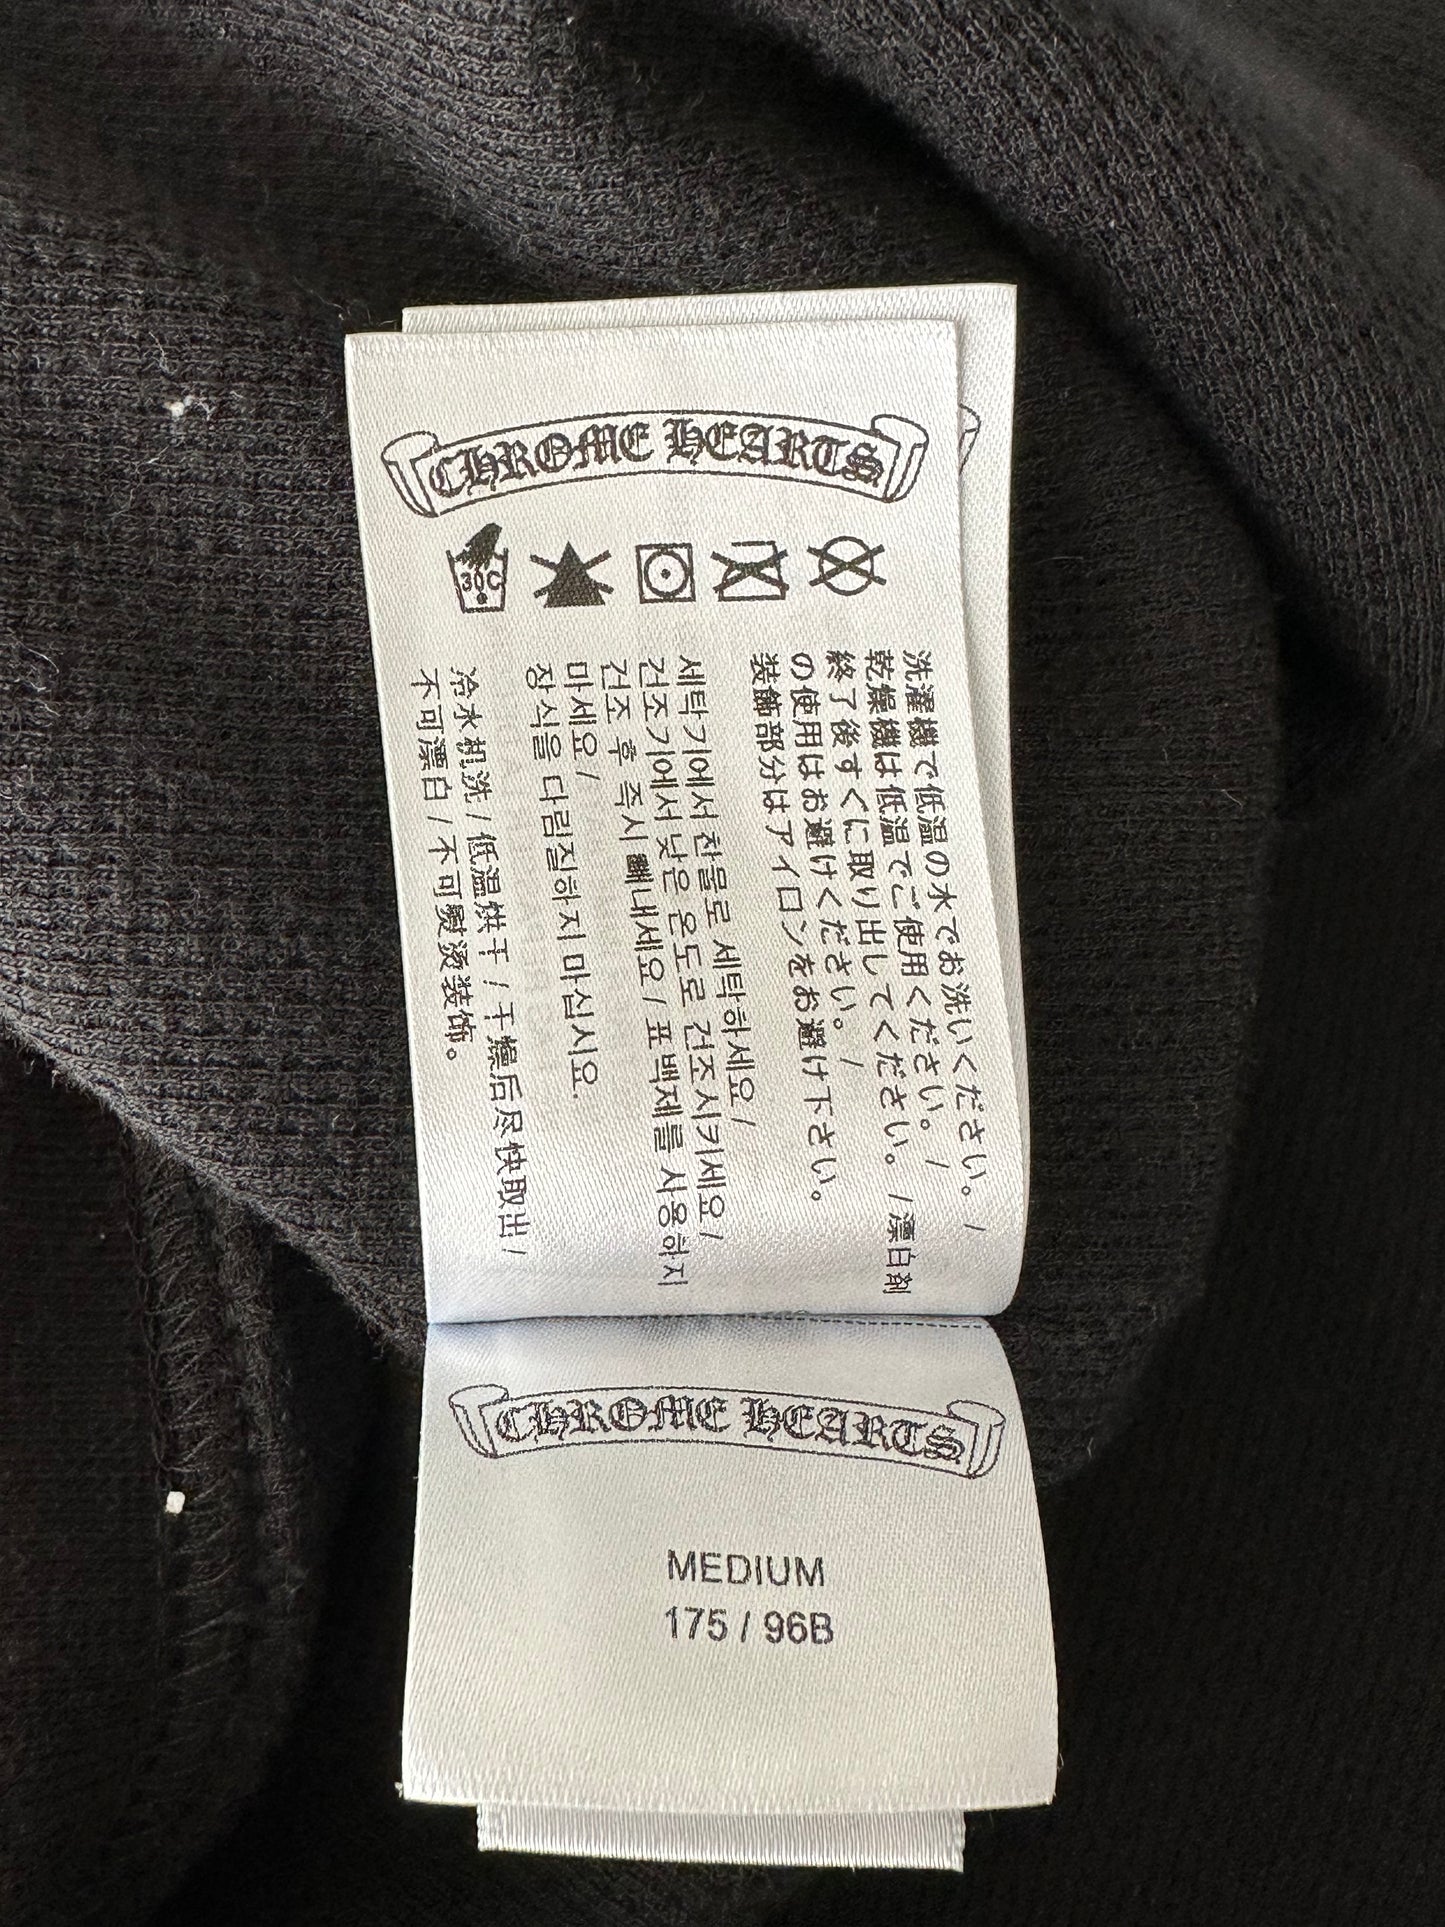 CHROME HEARTS
30C
洗濯機で低温の水でお洗いください。 /
乾燥機は低温でご使用ください。 /
終了後すぐに取り出してください。 /漂白剤
の使用はお避けください。 /
装飾部分はアイロンをお避け下さい。
세탁기에서 찬물로 세탁하세요 /
건조기에서 낮은 온도로 건조시키세요 /
건조 후 즉시 빼내세요 / 표백제를 사용하지
마세요 /
장식을 다림질하지 마십시요.
冷水机洗 / 低温烘干 / 干燥后尽快取出 /
不可漂白 / 不可熨烫装饰。
CHROME HEARTS
MEDIUM
175 / 96B